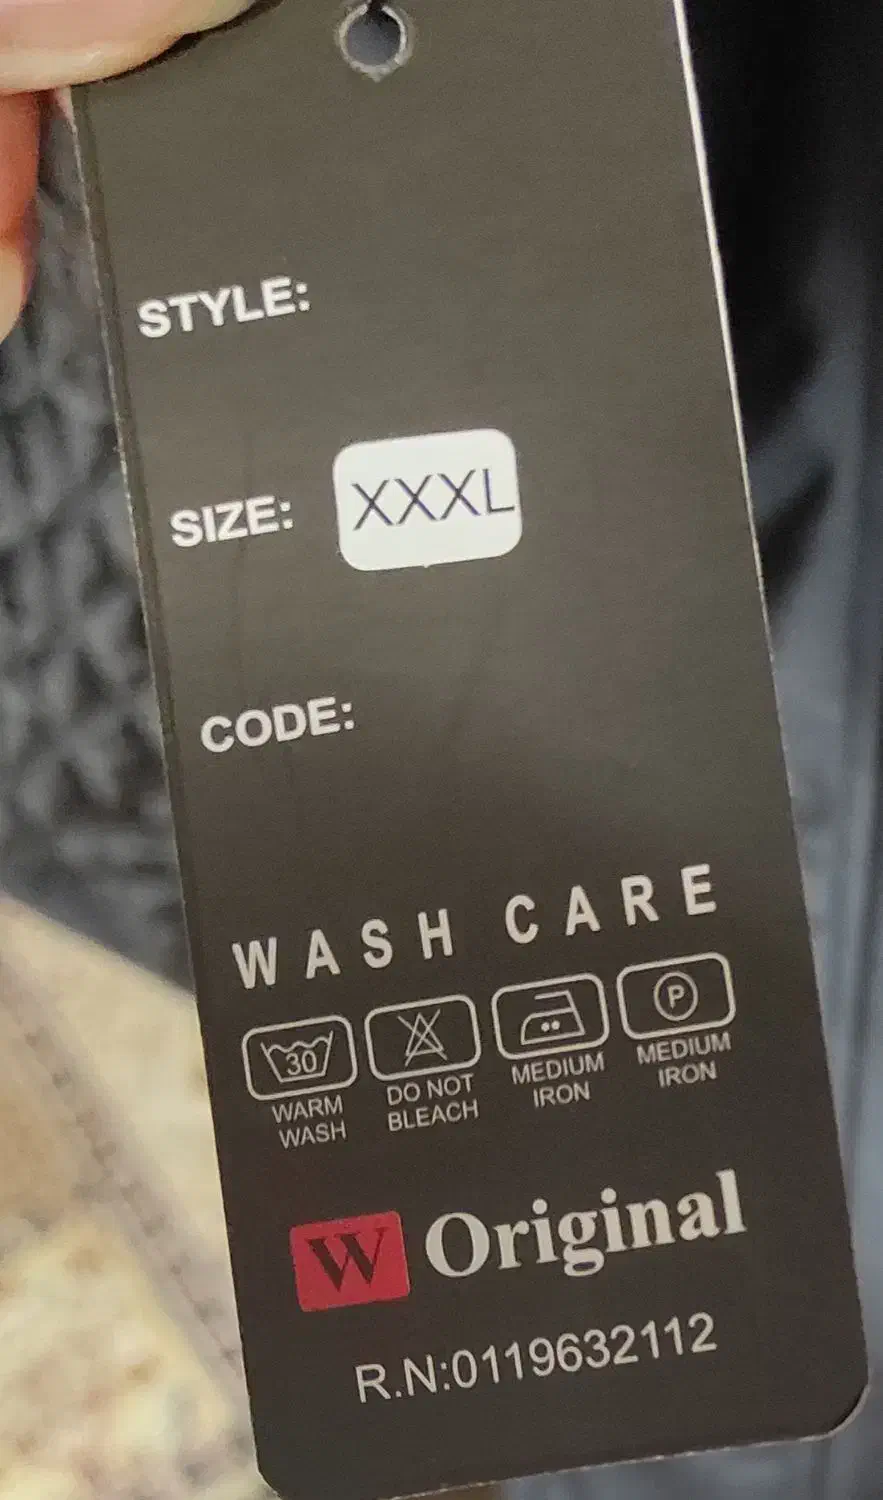 STYLE:
SIZE: XXXL
CODE:
WASH CARE
30 P
WARM WASH
DO NOT BLEACH
MEDIUM IRON
MEDIUM IRON
W Original
R.N:0119632112